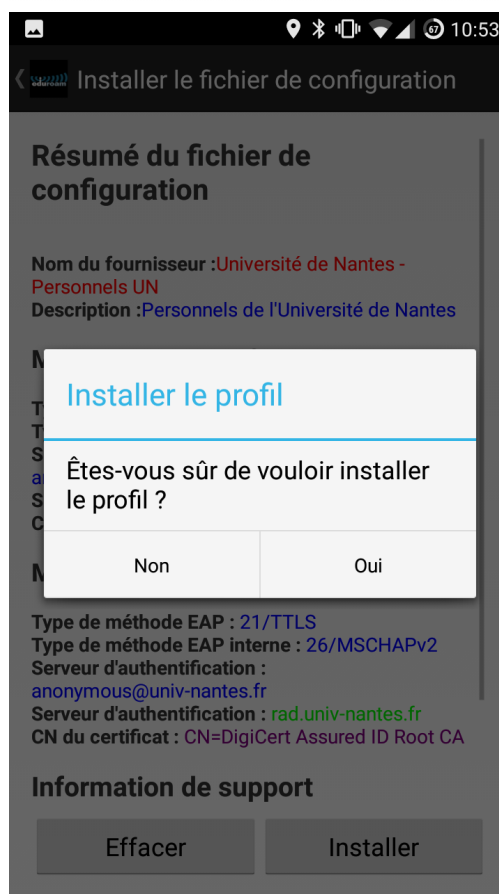 67 10:53
eduroam Installer le fichier de configuration
Résumé du fichier de
configuration
Nom du fournisseur :Université de Nantes -
Personnels UN
Description :Personnels de l'Université de Nantes
M
T
T
S
a
S
C
Installer le profil
Êtes-vous sûr de vouloir installer
le profil ?
Non Oui
M
Type de méthode EAP : 21/TTLS
Type de méthode EAP interne : 26/MSCHAPv2
Serveur d'authentification :
anonymous@univ-nantes.fr
Serveur d'authentification : rad.univ-nantes.fr
CN du certificat : CN=DigiCert Assured ID Root CA
Information de support
Effacer Installer